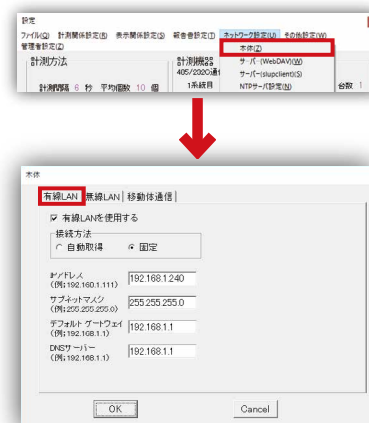 設定
ファイル(Q) 計測関係設定(R) 表示関係設定(S) 報告書設定(T) ネットワーク設定(U) その他設定(W)
管理者設定(Z)
本体(Z)
サーバ-(WebDAV)(W)
サーバ-(slupclient)(S)
NTPサーバ設定(N)
計測方法
計測間隔 6 秒 平均個数 10 個
計測機器
485/232C通信
1系統目
台数 1
本体
有線LAN 無線LAN 移動体通信
有線LANを使用する
接続方法
自動取得 固定
IPアドレス
(例;192.160.1.111) 192.168.1.240
サブネットマスク
(例;255.255.255.0) 255.255.255.0
デフォルト ゲートウェイ
(例;192.168.1.1) 192.168.1.1
DNSサーバー
(例;192.168.1.1) 192.168.1.1
OK Cancel